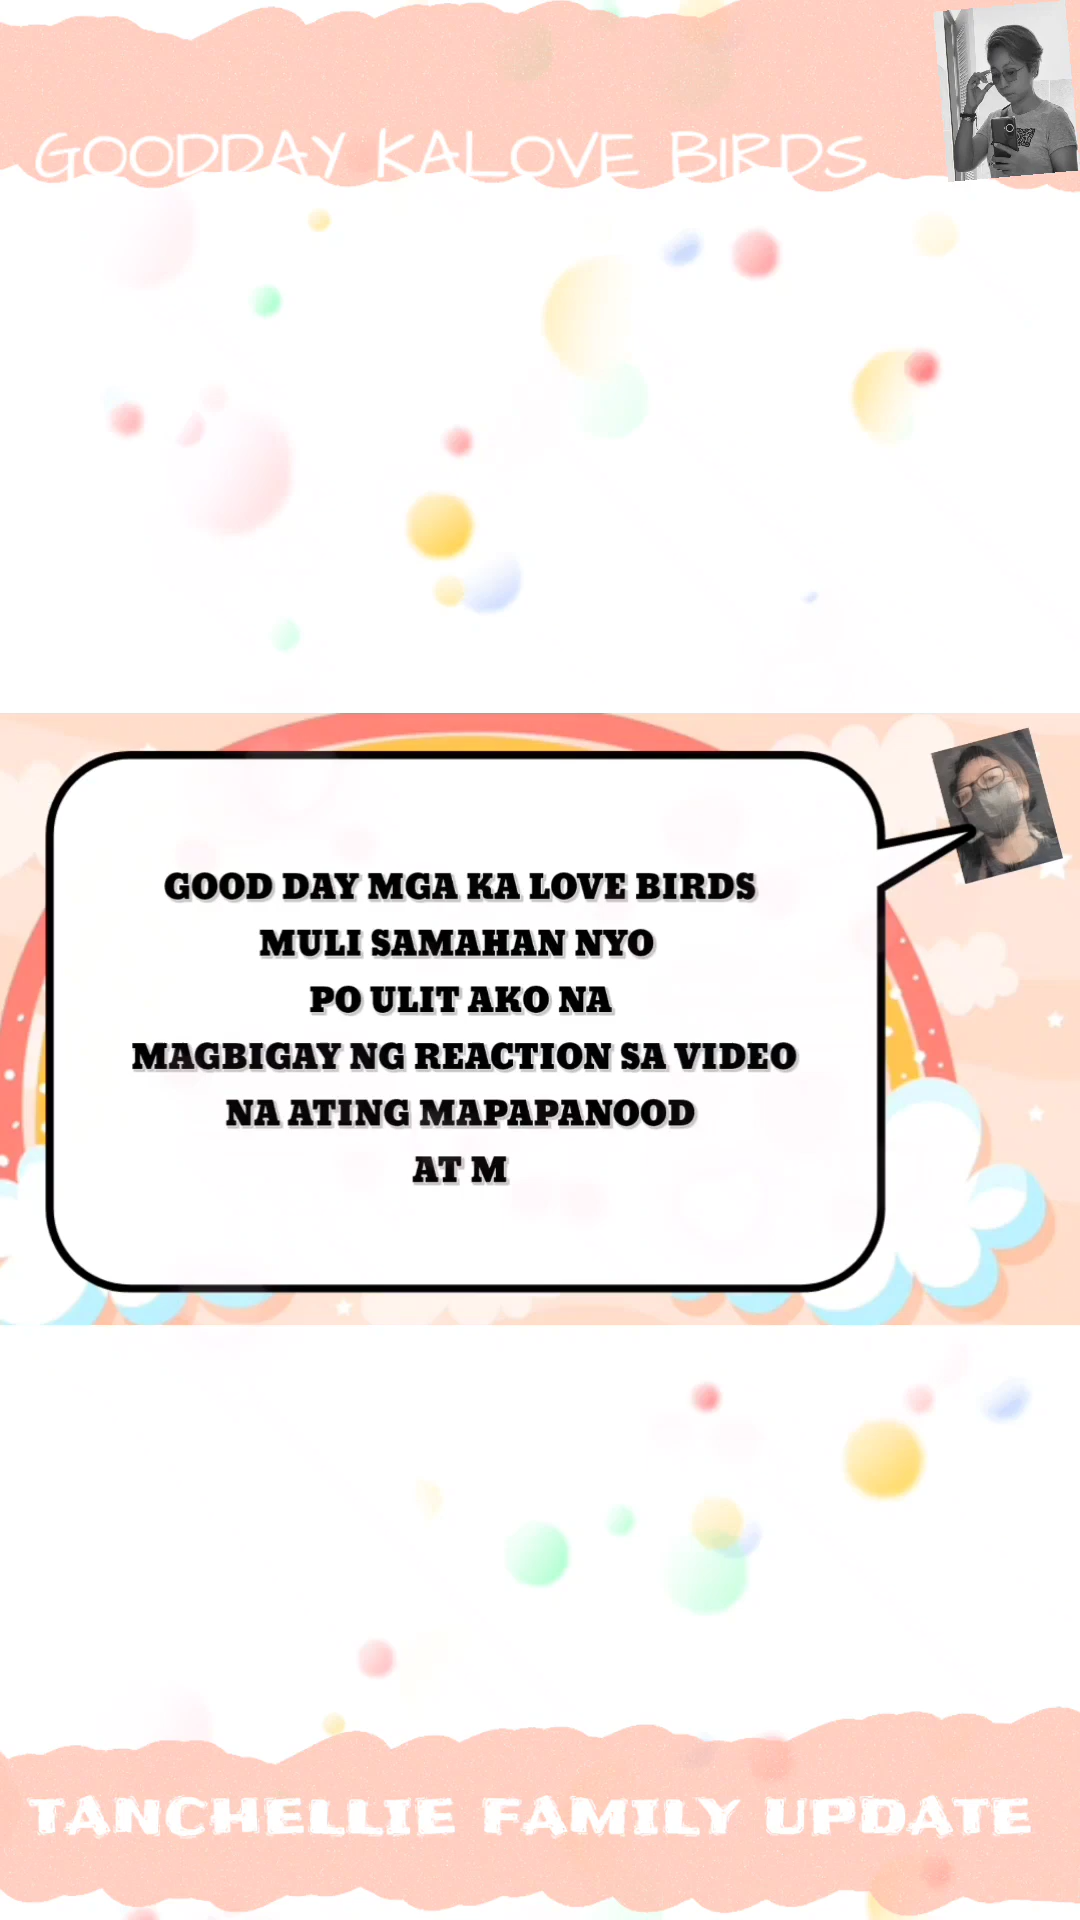 GOODDAY KALOVE BIRDS
GOOD DAY MGA KA LOVE BIRDS
MULI SAMAHAN NYO
PO ULIT AKO NA
MAGBIGAY NG REACTION SA VIDEO
NA ATING MAPAPANOOD
AT M
TANCHELLIE FAMILY UPDATE